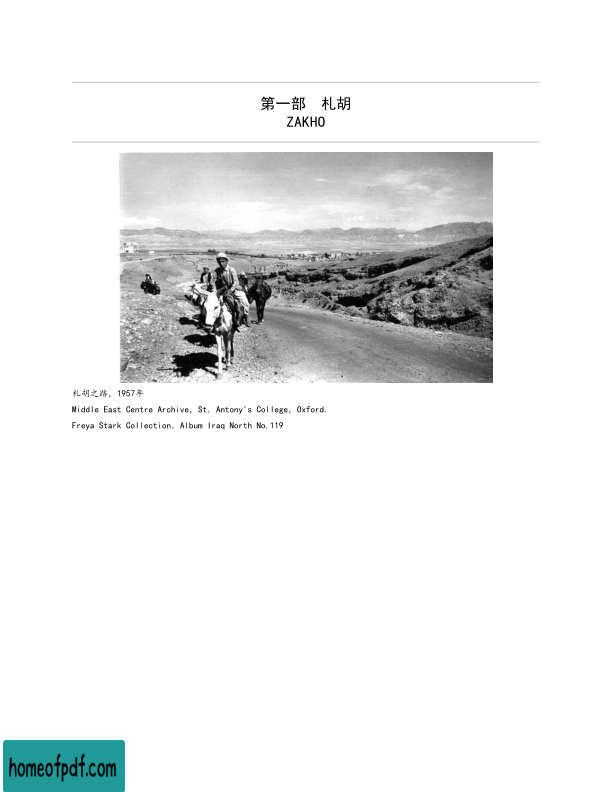 第一部　札胡
ZAKHO
札胡之路，1957年
Middle East Centre Archive, St. Antony's College, Oxford.
Freya Stark Collection. Album Iraq North No.119
homeofpdf.com